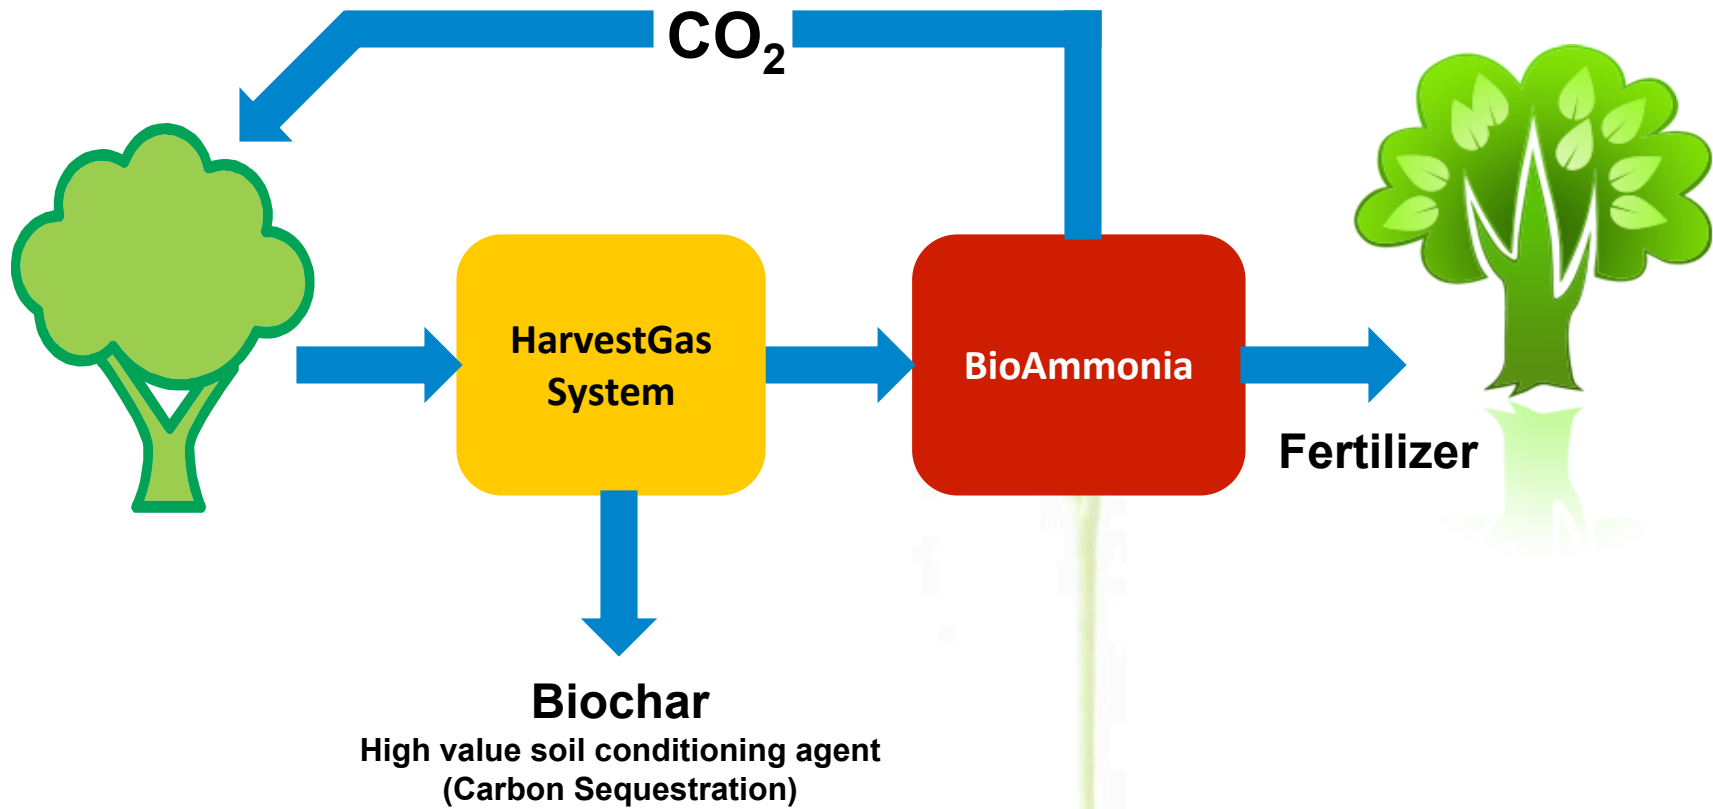 CO₂
HarvestGas
System
BioAmmonia
Fertilizer
Biochar
High value soil conditioning agent
(Carbon Sequestration)